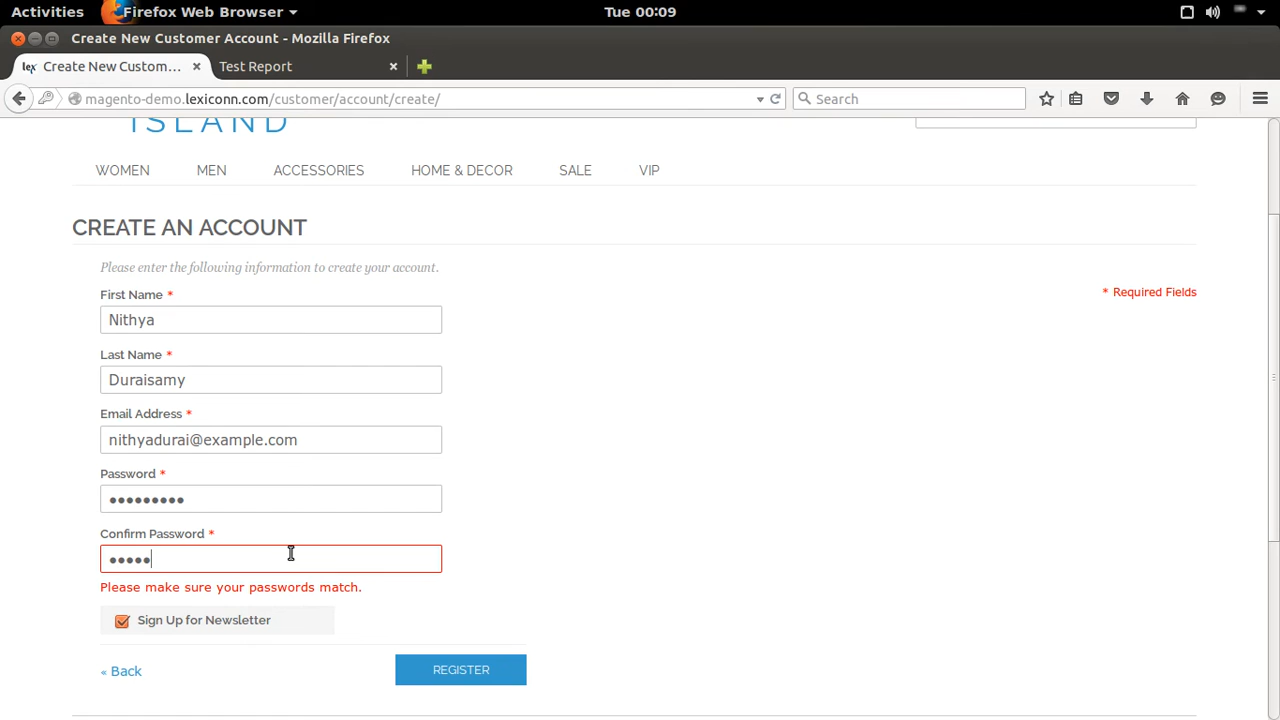 Activities Firefox Web Browser Tue 00:09
Create New Customer Account - Mozilla Firefox
lex Create New Custom... Test Report
magento-demo.lexiconn.com/customer/account/create/ Search
ISLAND
WOMEN MEN ACCESSORIES HOME & DECOR SALE VIP
CREATE AN ACCOUNT
Please enter the following information to create your account.
* Required Fields
First Name *
Nithya
Last Name *
Duraisamy
Email Address *
nithyadurai@example.com
Password *
●●●●●●●●●
Confirm Password *
●●●●●
Please make sure your passwords match.
Sign Up for Newsletter
« Back REGISTER